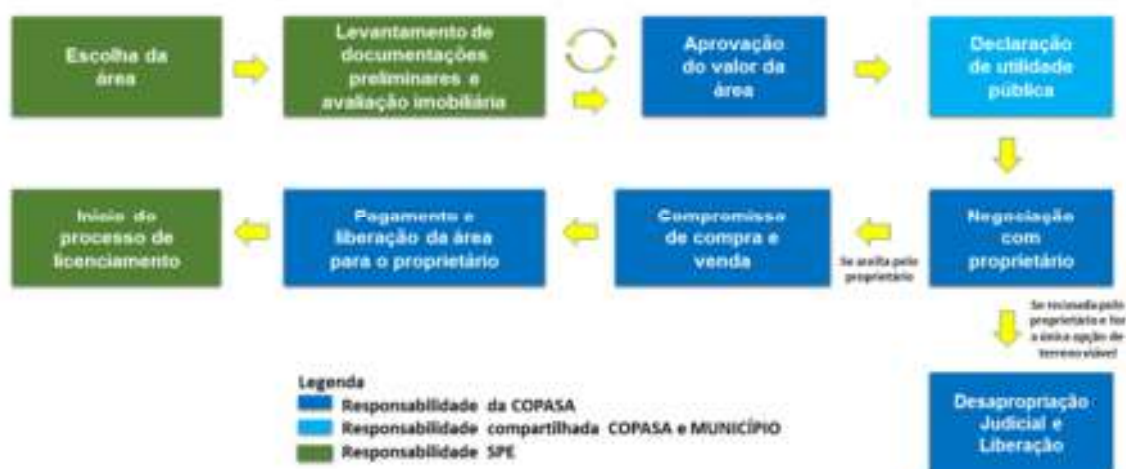 Escolha da
área
Levantamento de
documentações
preliminares e
avaliação imobiliária
Aprovação
do valor da
área
Declaração
de utilidade
pública
Início do
processo de
licenciamento
Pagamento e
liberação da área
para o proprietário
Compromisso
de compra e
venda
Se aceita pelo
proprietário
Negociação
com
proprietário
Se recusada pelo
proprietário e for
a única opção de
terreno viável
Desapropriação
Judicial e
Liberação
Legenda
Responsabilidade da COPASA
Responsabilidade compartilhada COPASA e MUNICÍPIO
Responsabilidade SPE